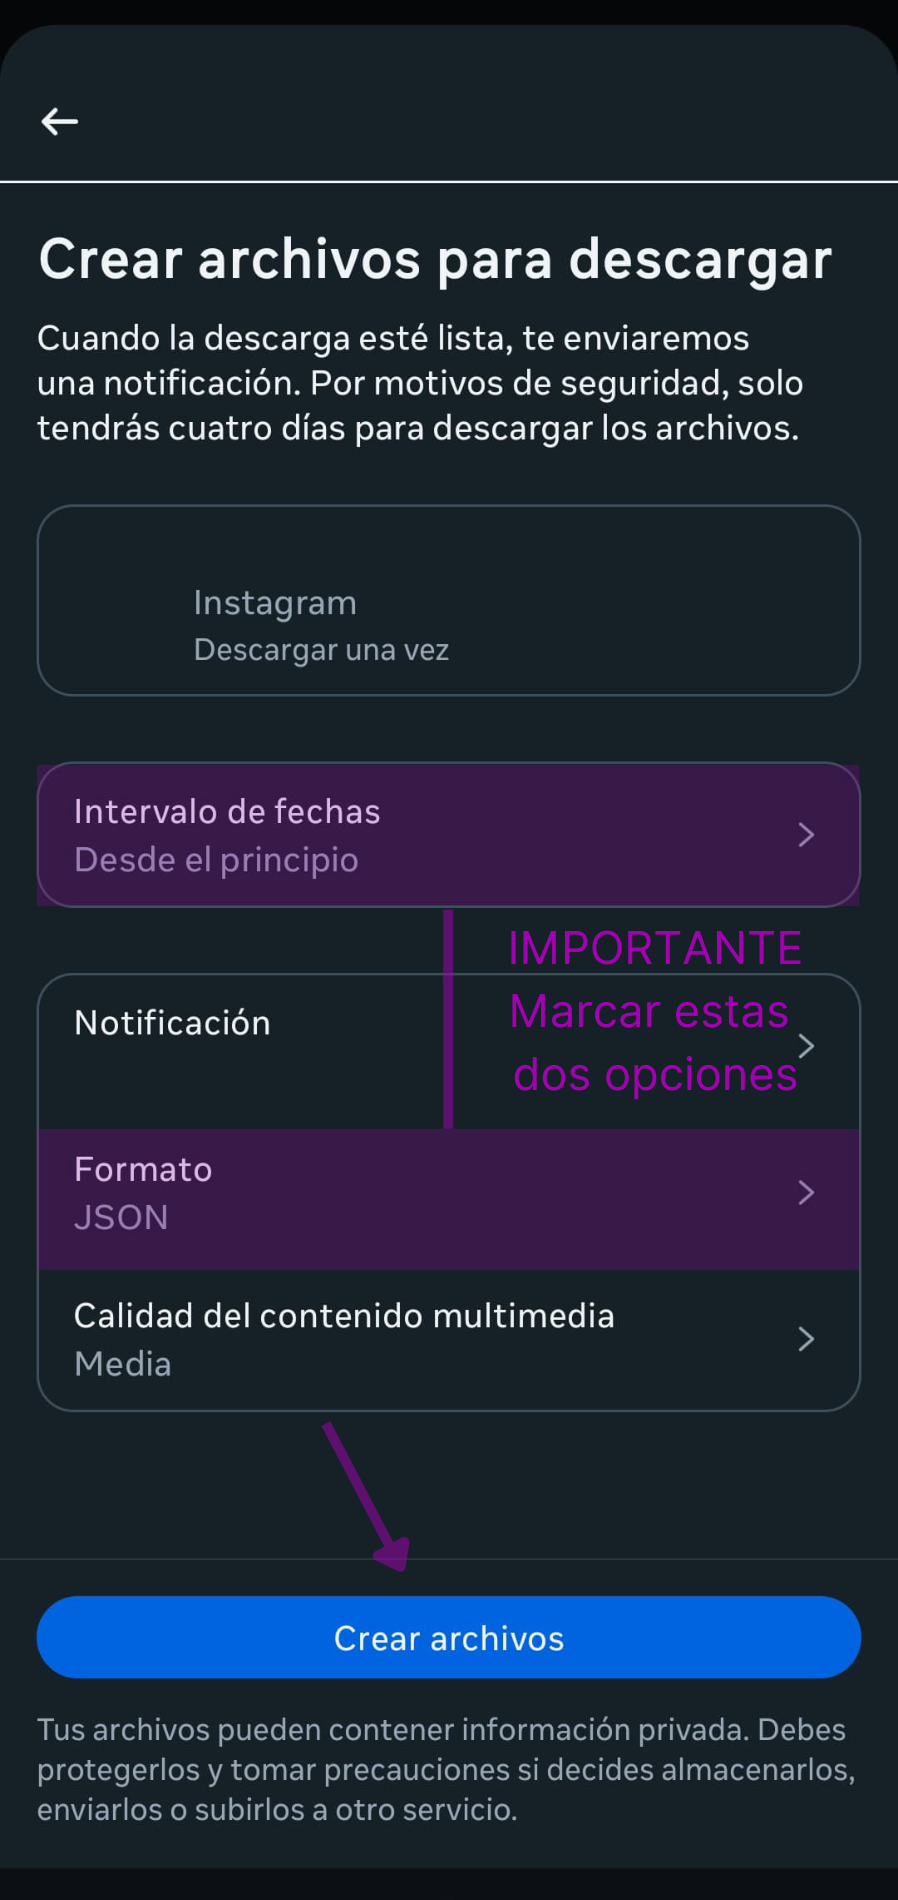 Crear archivos para descargar
Cuando la descarga esté lista, te enviaremos
una notificación. Por motivos de seguridad, solo
tendrás cuatro días para descargar los archivos.
Instagram
Descargar una vez
Intervalo de fechas
Desde el principio
IMPORTANTE
Marcar estas
dos opciones
Notificación
Formato
JSON
Calidad del contenido multimedia
Media
Crear archivos
Tus archivos pueden contener información privada. Debes
protegerlos y tomar precauciones si decides almacenarlos,
enviarlos o subirlos a otro servicio.